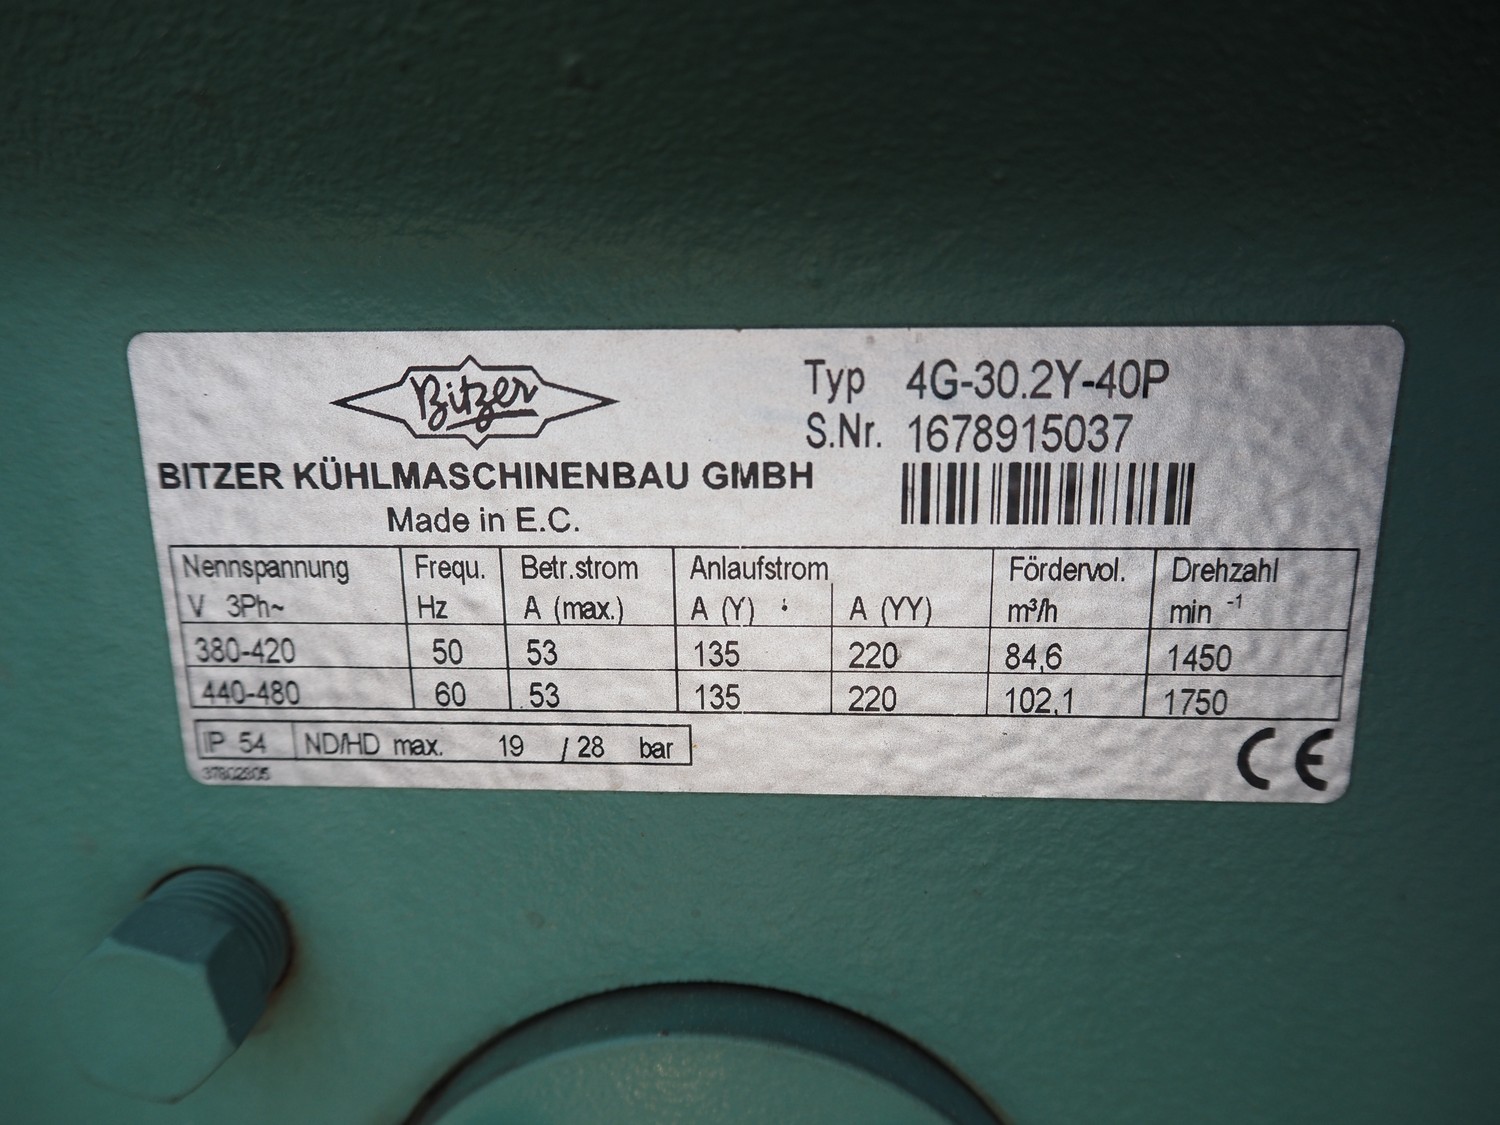 Bitzer
BITZER KÜHLMASCHINENBAU GMBH
Made in E.C.
Typ 4G-30.2Y-40P
S.Nr. 1678915037
Nennspannung Frequ. Betr.strom Anlaufstrom Fördervol. Drehzahl
V 3Ph~ Hz A (max.) A (Y) A (YY) m³/h min -1
380-420 50 53 135 220 84,6 1450
440-480 60 53 135 220 102,1 1750
IP 54 ND/HD max. 19 / 28 bar
37802805
CE